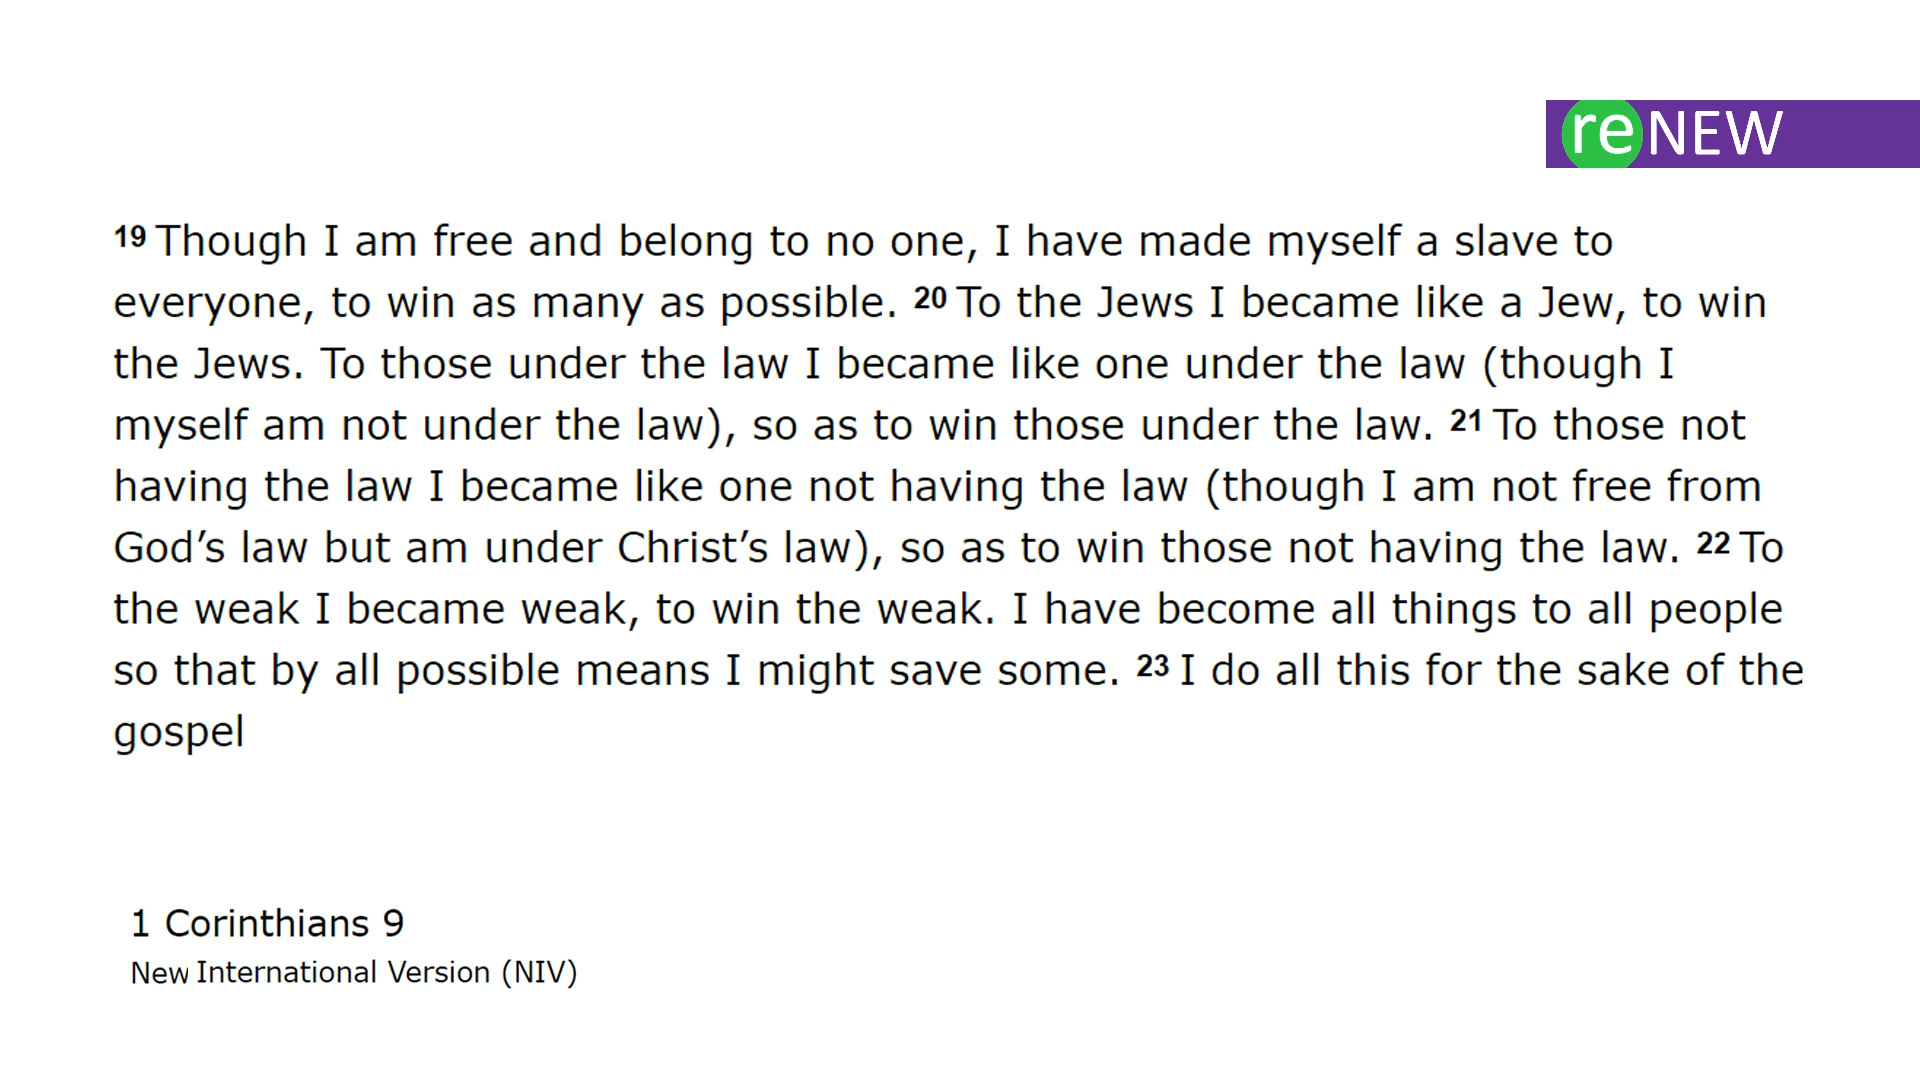 reNEW
19 Though I am free and belong to no one, I have made myself a slave to
everyone, to win as many as possible. 20 To the Jews I became like a Jew, to win
the Jews. To those under the law I became like one under the law (though I
myself am not under the law), so as to win those under the law. 21 To those not
having the law I became like one not having the law (though I am not free from
God’s law but am under Christ’s law), so as to win those not having the law. 22 To
the weak I became weak, to win the weak. I have become all things to all people
so that by all possible means I might save some. 23 I do all this for the sake of the
gospel
1 Corinthians 9
New International Version (NIV)